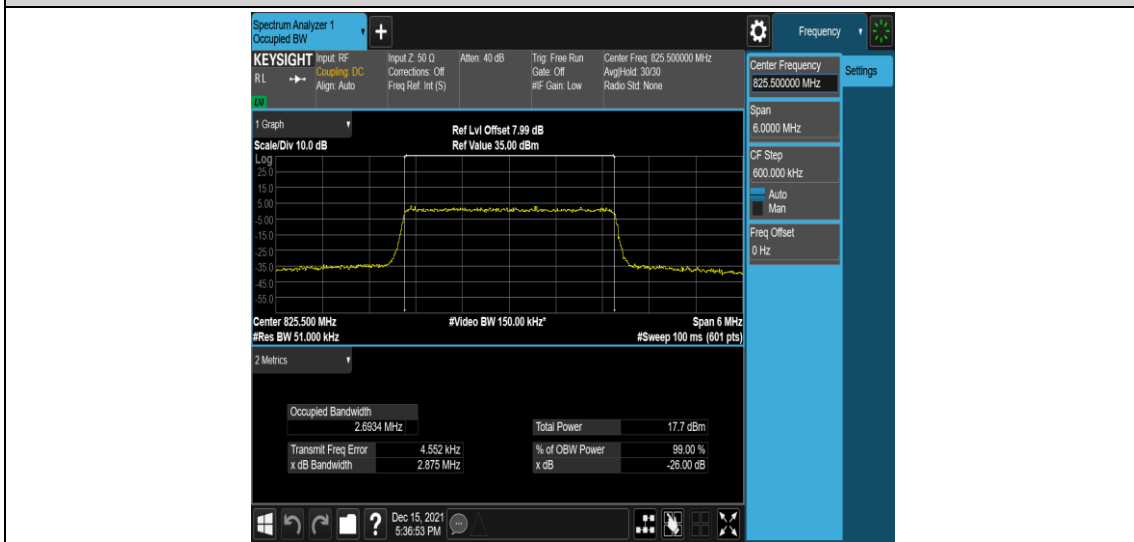 Spectrum Analyzer 1
Occupied BW
Frequency
KEYSIGHT
RL
Input: RF
Coupling: DC
Align: Auto
Input Z: 50 Ω
Corrections: Off
Freq Ref: Int (S)
Atten: 40 dB
Trig: Free Run
Gate: Off
#IF Gain: Low
Center Freq: 825.500000 MHz
Avg|Hold: 30/30
Radio Std: None
Center Frequency
825.500000 MHz
Settings
Span
6.0000 MHz
CF Step
600.000 kHz
Auto
Man
Freq Offset
0 Hz
1 Graph
Scale/Div 10.0 dB
Ref Lvl Offset 7.99 dB
Ref Value 35.00 dBm
Log
25.0
15.0
5.00
-5.00
-15.0
-25.0
-35.0
-45.0
-55.0
Center 825.500 MHz
#Video BW 150.00 kHz*
Span 6 MHz
#Res BW 51.000 kHz
#Sweep 100 ms (601 pts)
2 Metrics
Occupied Bandwidth
2.6934 MHz
Total Power 17.7 dBm
Transmit Freq Error 4.552 kHz
% of OBW Power 99.00 %
x dB Bandwidth 2.875 MHz
x dB -26.00 dB
?
Dec 15, 2021
5:36:53 PM